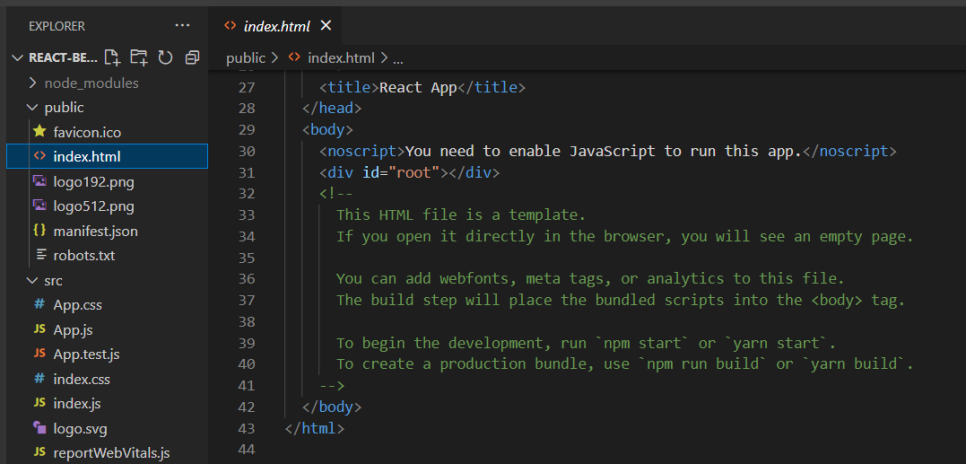 EXPLORER
REACT-BE...
node_modules
public
favicon.ico
index.html
logo192.png
logo512.png
manifest.json
robots.txt
src
App.css
App.js
App.test.js
index.css
index.js
logo.svg
reportWebVitals.js
index.html
public > index.html > ...
27 <title>React App</title>
28 </head>
29 <body>
30 <noscript>You need to enable JavaScript to run this app.</noscript>
31 <div id="root"></div>
32 <!--
33 This HTML file is a template.
34 If you open it directly in the browser, you will see an empty page.
35
36 You can add webfonts, meta tags, or analytics to this file.
37 The build step will place the bundled scripts into the <body> tag.
38
39 To begin the development, run `npm start` or `yarn start`.
40 To create a production bundle, use `npm run build` or `yarn build`.
41 -->
42 </body>
43 </html>
44